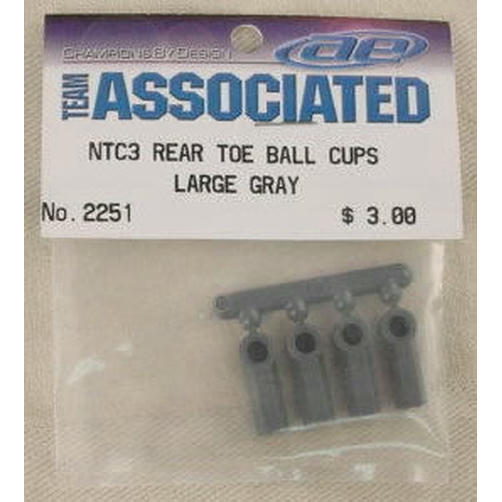 CHAMPIONS BY DESIGN
ae
TEAM
ASSOCIATED
NTC3 REAR TOE BALL CUPS
LARGE GRAY
No. 2251 $ 3.00